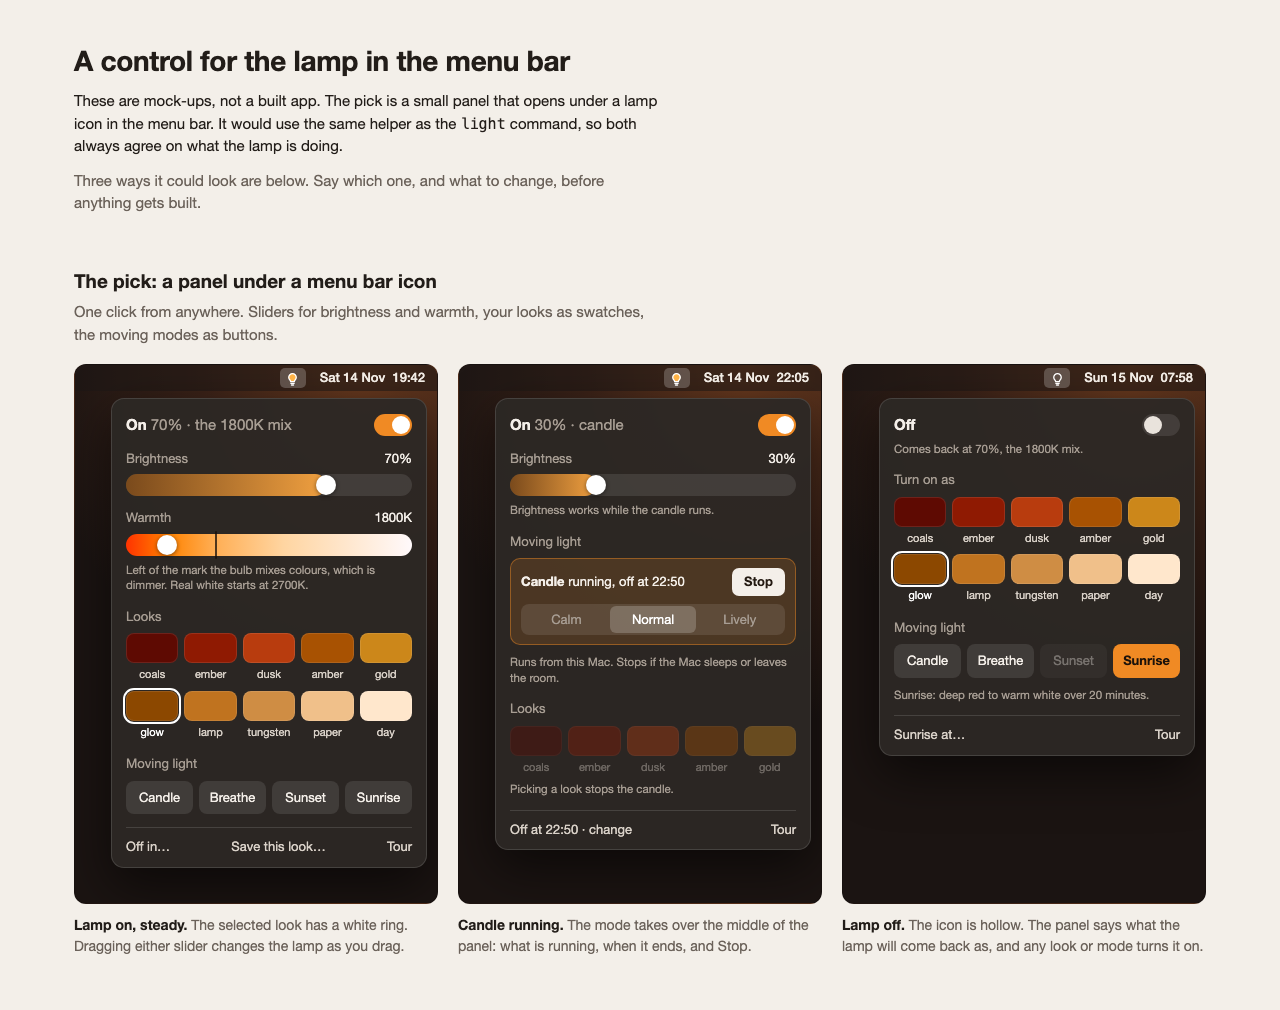 A control for the lamp in the menu bar
These are mock-ups, not a built app. The pick is a small panel that opens under a lamp
icon in the menu bar. It would use the same helper as the light command, so both
always agree on what the lamp is doing.
Three ways it could look are below. Say which one, and what to change, before
anything gets built.
The pick: a panel under a menu bar icon
One click from anywhere. Sliders for brightness and warmth, your looks as swatches,
the moving modes as buttons.
Sat 14 Nov 19:42
On 70% · the 1800K mix
Brightness 70%
Warmth 1800K
Left of the mark the bulb mixes colours, which is
dimmer. Real white starts at 2700K.
Looks
coals ember dusk amber gold
glow lamp tungsten paper day
Moving light
Candle Breathe Sunset Sunrise
Off in… Save this look… Tour
Lamp on, steady. The selected look has a white ring.
Dragging either slider changes the lamp as you drag.
Sat 14 Nov 22:05
On 30% · candle
Brightness 30%
Brightness works while the candle runs.
Moving light
Candle running, off at 22:50 Stop
Calm Normal Lively
Runs from this Mac. Stops if the Mac sleeps or leaves
the room.
Looks
coals ember dusk amber gold
Picking a look stops the candle.
Off at 22:50 · change Tour
Candle running. The mode takes over the middle of the
panel: what is running, when it ends, and Stop.
Sun 15 Nov 07:58
Off
Comes back at 70%, the 1800K mix.
Turn on as
coals ember dusk amber gold
glow lamp tungsten paper day
Moving light
Candle Breathe Sunset Sunrise
Sunrise: deep red to warm white over 20 minutes.
Sunrise at… Tour
Lamp off. The icon is hollow. The panel says what the
lamp will come back as, and any look or mode turns it on.